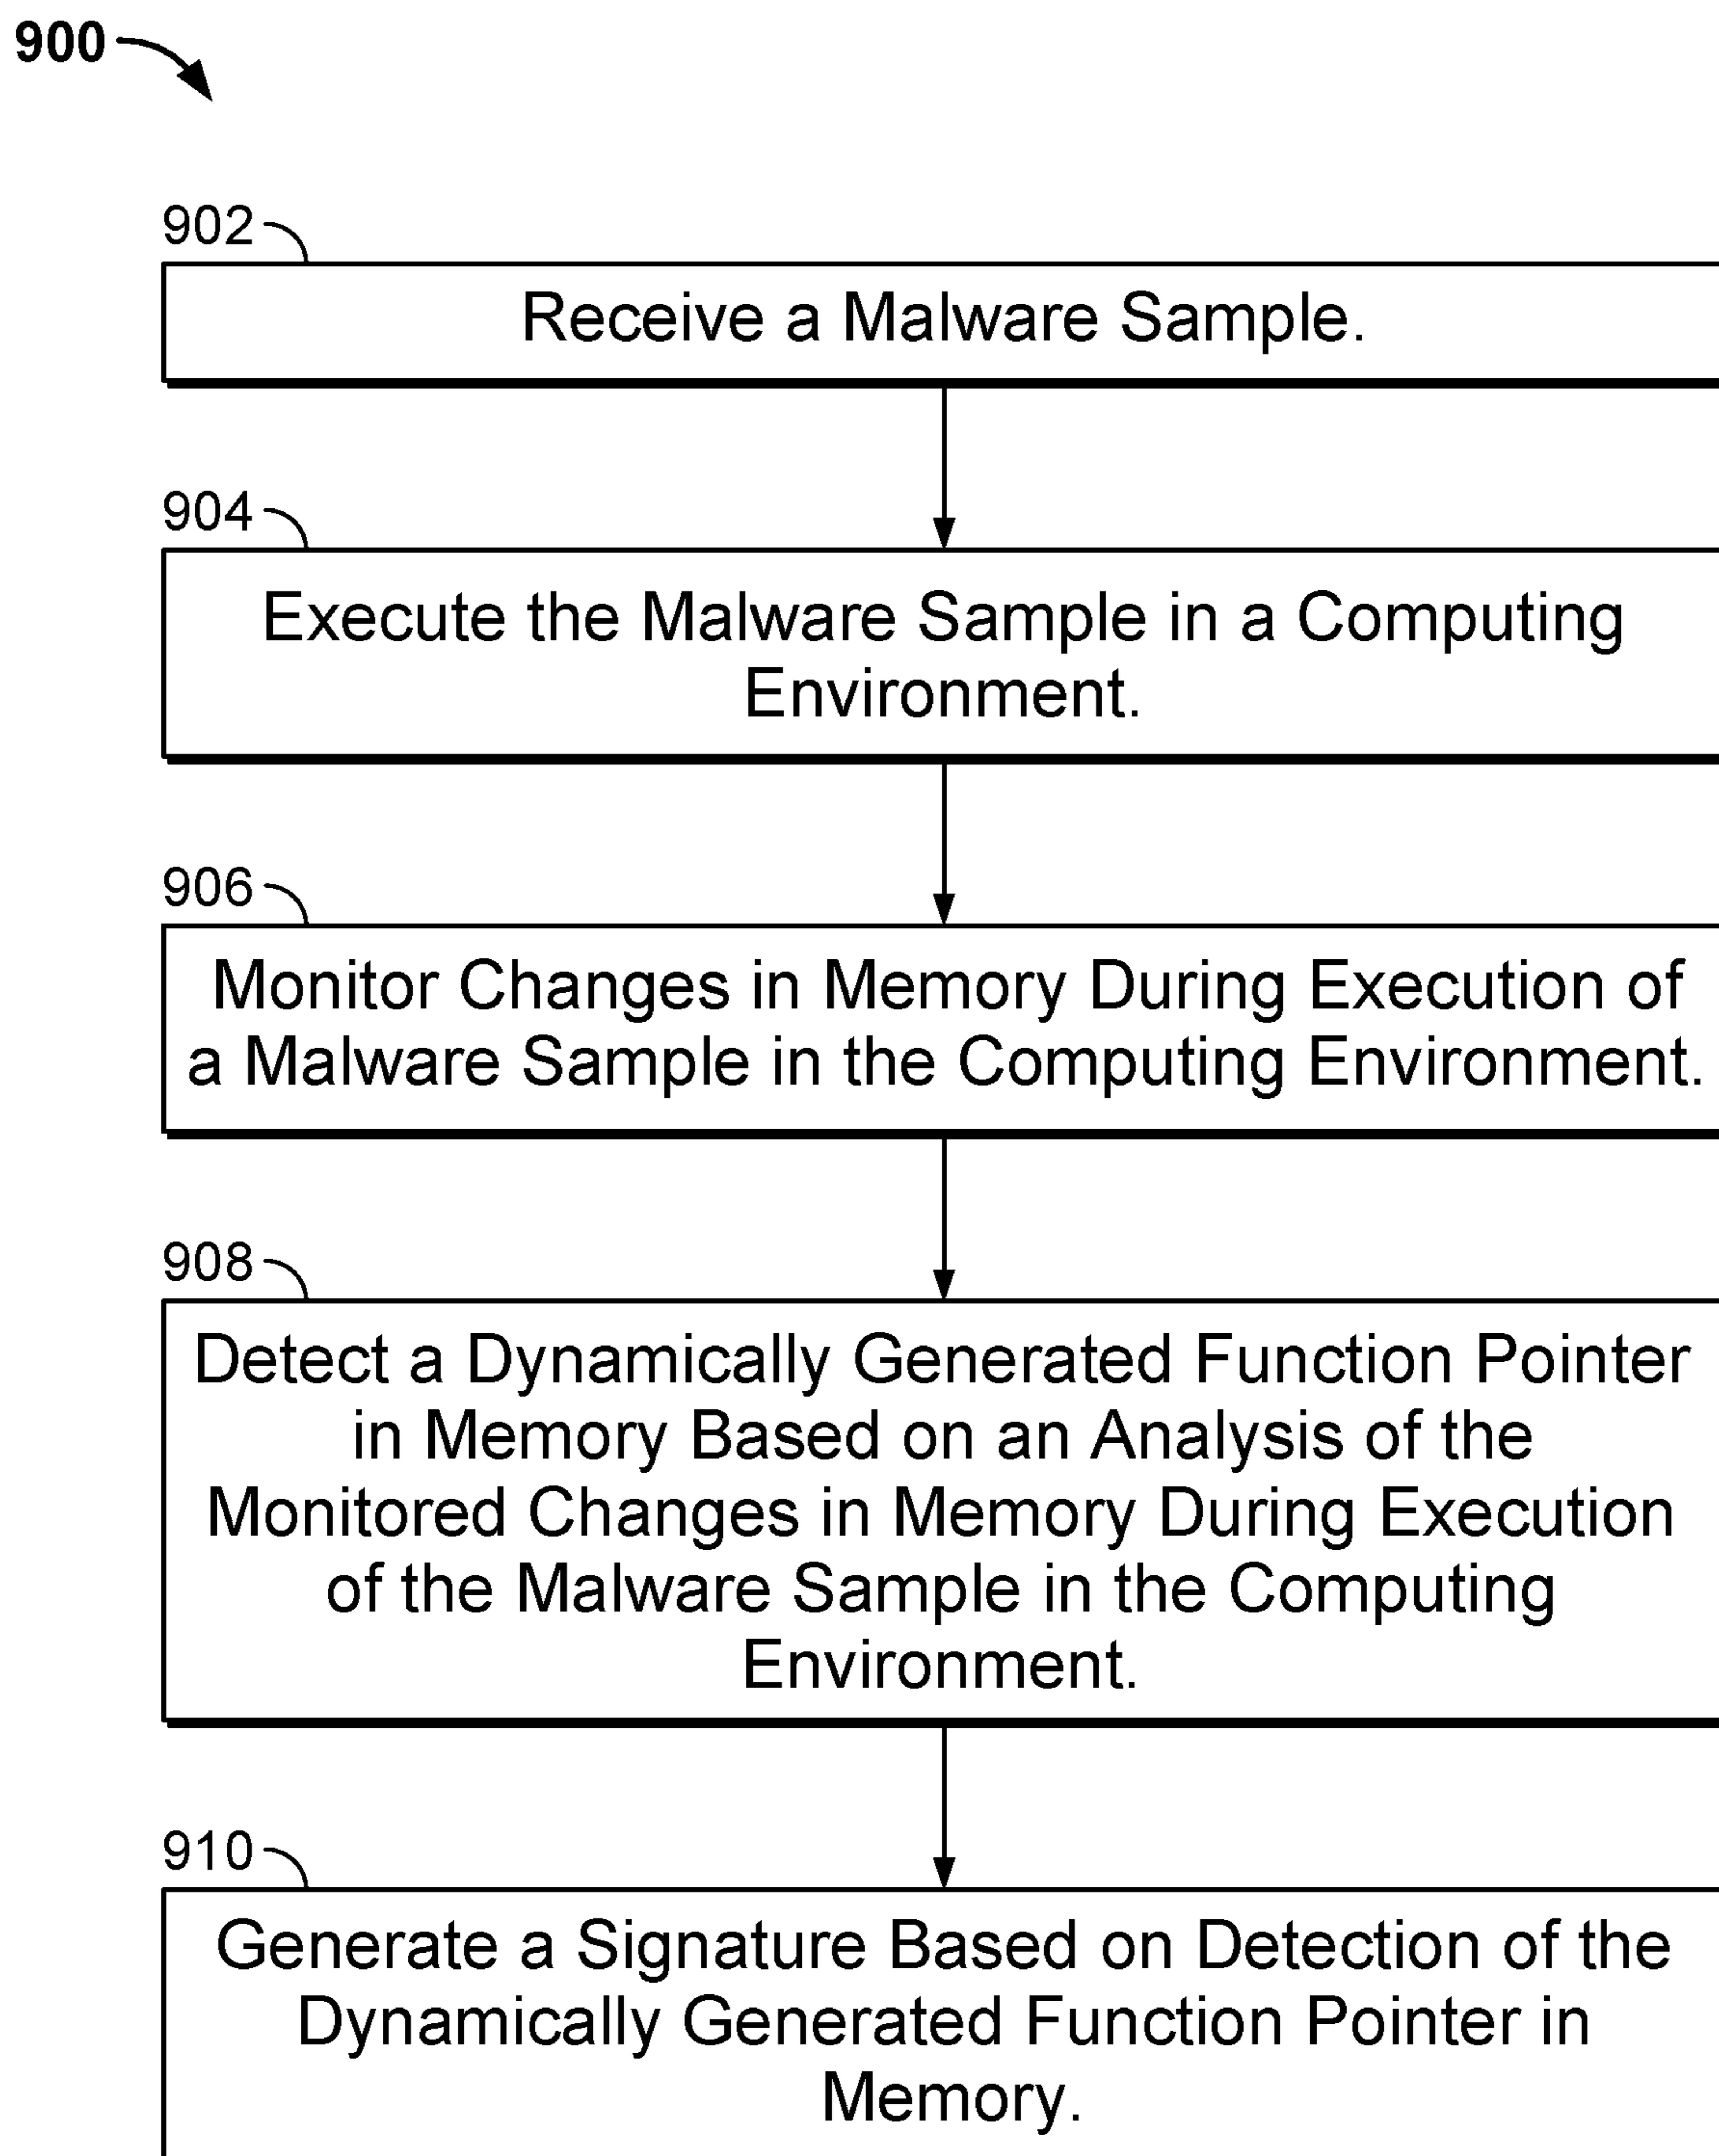 900
902
Receive a Malware Sample.
904
Execute the Malware Sample in a Computing
Environment.
906
Monitor Changes in Memory During Execution of
a Malware Sample in the Computing Environment.
908
Detect a Dynamically Generated Function Pointer
in Memory Based on an Analysis of the
Monitored Changes in Memory During Execution
of the Malware Sample in the Computing
Environment.
910
Generate a Signature Based on Detection of the
Dynamically Generated Function Pointer in
Memory.